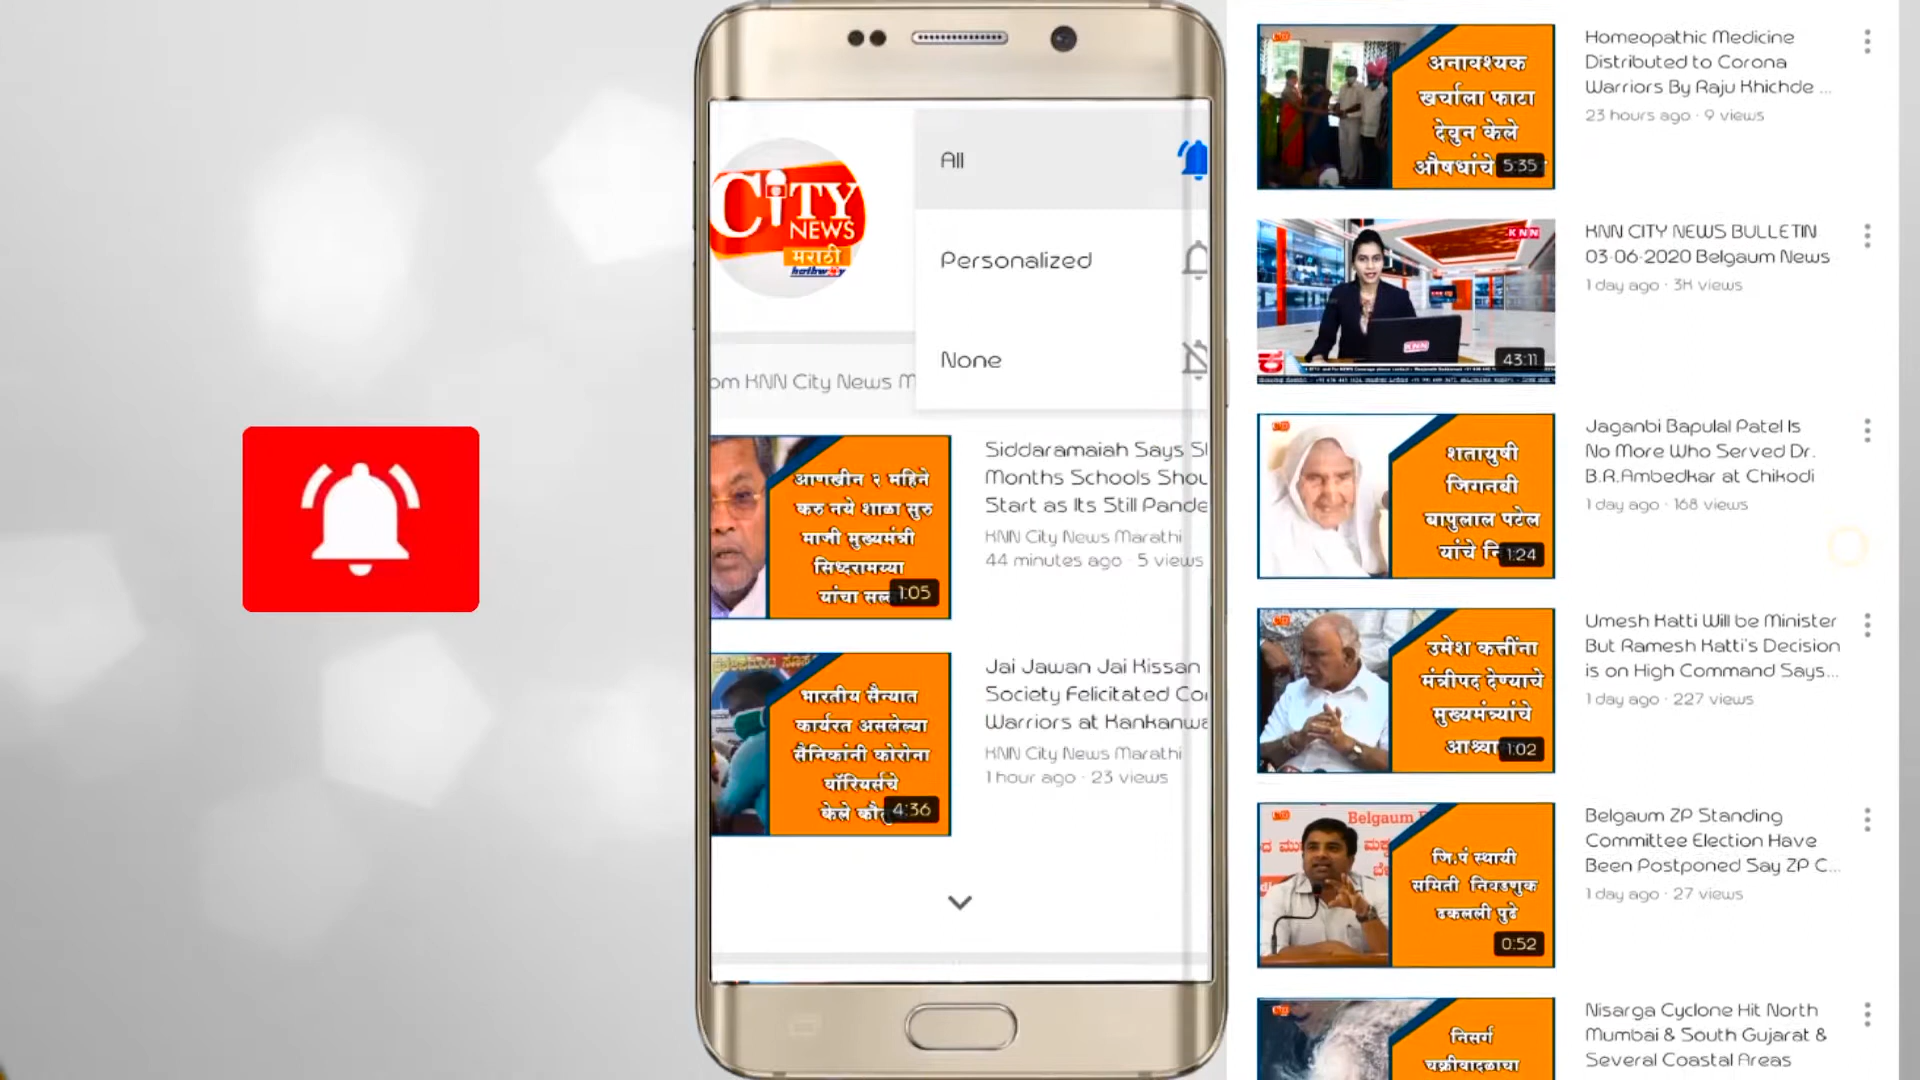 CITY
NEWS
मराठी
hathway
All
Personalized
None
om KNN City News M
आणखीन २ महिने
करु नये शाळा सुरु
माजी मुख्यमंत्री
सिध्दरामय्या
यांचा
1:05
Siddaramaiah Says
Months Schools Shou
Start as Its Still Pande
KNN City News Marathi
44 minutes ago · 5 views
भारतीय सैन्यात
कार्यरत असलेल्या
सैनिकांनी कोरोना
वॉरियर्सचे
केले
4:36
Jai Jawan Jai Kissan
Society Felicitated Co
Warriors at Kankanwa
KNN City News Marathi
1 hour ago · 23 views
अनावश्यक
खर्चाला फाटा
देवुन केले
औषधांचे
5:35
Homeopathic Medicine
Distributed to Corona
Warriors By Raju Khichde ...
23 hours ago · 9 views
KNN
KNN
43:11
KNN CITY NEWS BULLETIN
03-06-2020 Belgaum News
1 day ago · 3K views
शतायुषी
जिगनबी
बापुलाल पटेल
यांचे
1:24
Jaganbi Bapulal Patel Is
No More Who Served Dr.
B.R.Ambedkar at Chikodi
1 day ago · 168 views
उमेश कत्तींना
मंत्रीपद देण्याचे
मुख्यमंत्र्यांचे
1:02
Umesh Katti Will be Minister
But Ramesh Katti's Decision
is on High Command Says...
1 day ago · 227 views
Belgaum
जि.पं स्थायी
समिती निवडणुक
ढकलली पुढे
0:52
Belgaum ZP Standing
Committee Election Have
Been Postponed Say ZP C...
1 day ago · 27 views
निसर्ग
चक्रीवादळाचा
Nisarga Cyclone Hit North
Mumbai & South Gujarat &
Several Coastal Areas